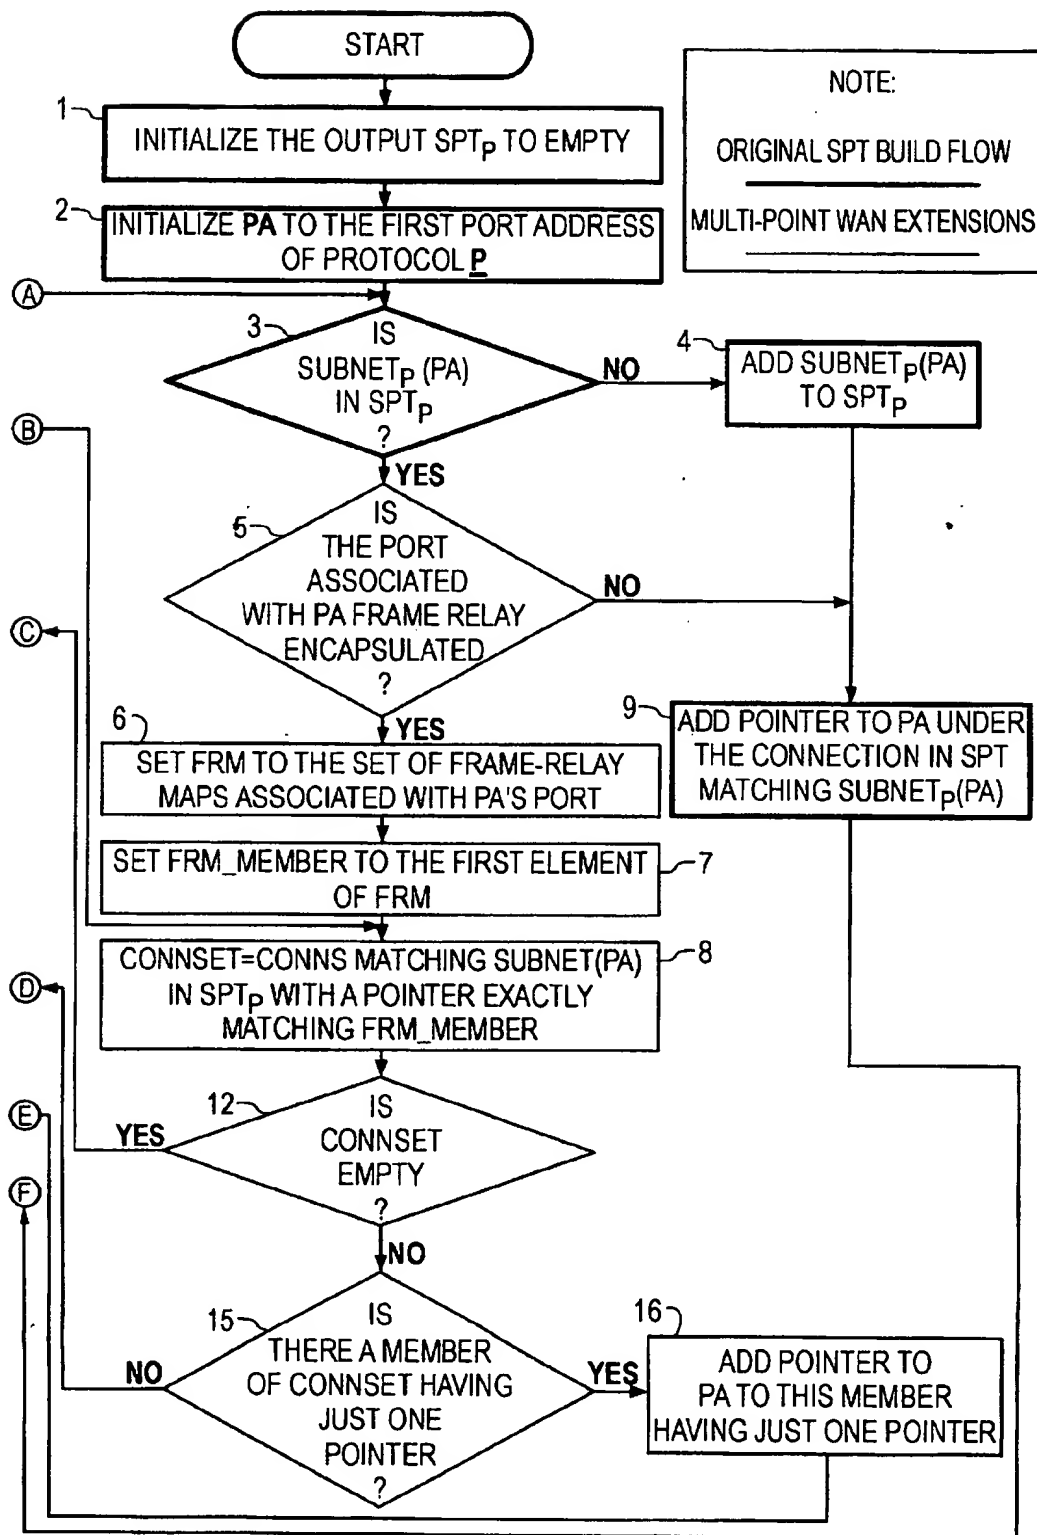 START
NOTE:
ORIGINAL SPT BUILD FLOW
MULTI-POINT WAN EXTENSIONS
1
INITIALIZE THE OUTPUT SPTP TO EMPTY
2
INITIALIZE PA TO THE FIRST PORT ADDRESS
OF PROTOCOL P
A
3
IS
SUBNETP (PA)
IN SPTP
?
NO
4
ADD SUBNETP(PA)
TO SPTP
B
YES
5
IS
THE PORT
ASSOCIATED
WITH PA FRAME RELAY
ENCAPSULATED
?
NO
C
YES
6
SET FRM TO THE SET OF FRAME-RELAY
MAPS ASSOCIATED WITH PA'S PORT
9
ADD POINTER TO PA UNDER
THE CONNECTION IN SPT
MATCHING SUBNETP(PA)
SET FRM_MEMBER TO THE FIRST ELEMENT
OF FRM
7
CONNSET=CONNS MATCHING SUBNET(PA)
IN SPTP WITH A POINTER EXACTLY
MATCHING FRM_MEMBER
8
D
E
12
IS
CONNSET
EMPTY
?
YES
F
NO
15
IS
THERE A MEMBER
OF CONNSET HAVING
JUST ONE
POINTER
?
NO
YES
16
ADD POINTER TO
PA TO THIS MEMBER
HAVING JUST ONE POINTER